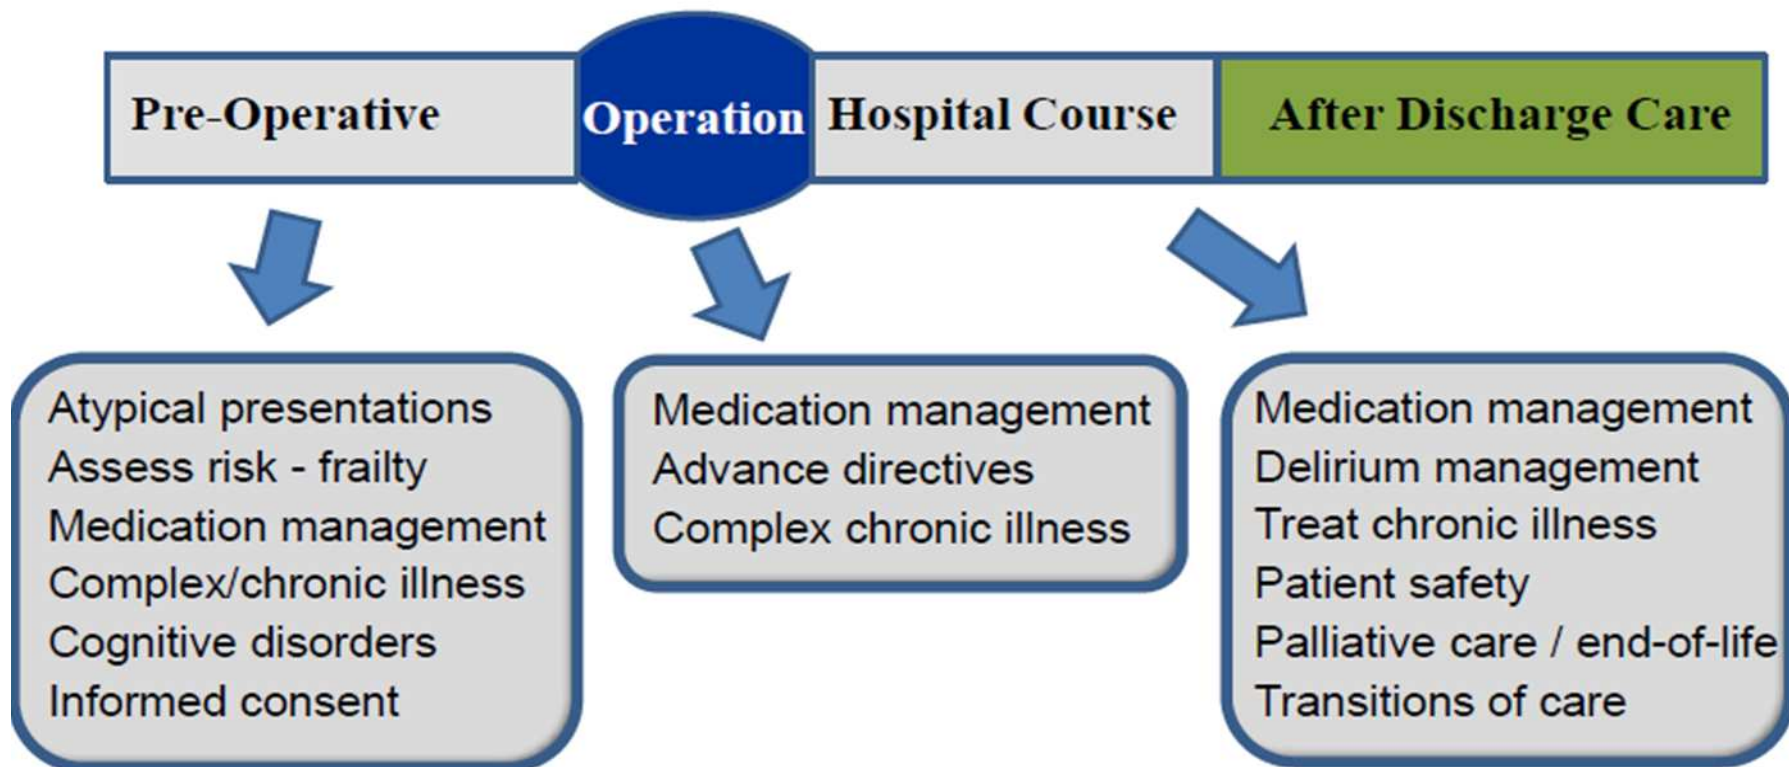 Pre-Operative
Operation
Hospital Course
After Discharge Care
Atypical presentations
Assess risk - frailty
Medication management
Complex/chronic illness
Cognitive disorders
Informed consent
Medication management
Advance directives
Complex chronic illness
Medication management
Delirium management
Treat chronic illness
Patient safety
Palliative care / end-of-life
Transitions of care